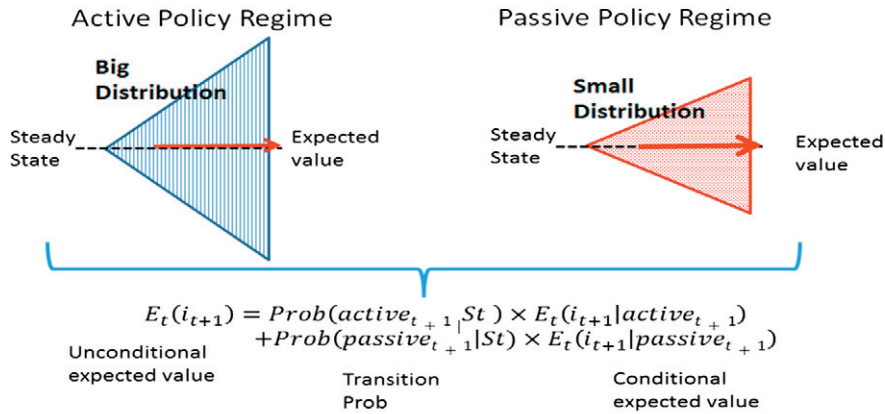 Active Policy Regime
Passive Policy Regime
Big
Distribution
Small
Distribution
Steady
State
Expected
value
Steady
State
Expected
value
E_t(i_{t+1}) = Prob(active_{t+1}|St) × E_t(i_{t+1}|active_{t+1})
+Prob(passive_{t+1}|St) × E_t(i_{t+1}|passive_{t+1})
Unconditional
expected value
Transition
Prob
Conditional
expected value